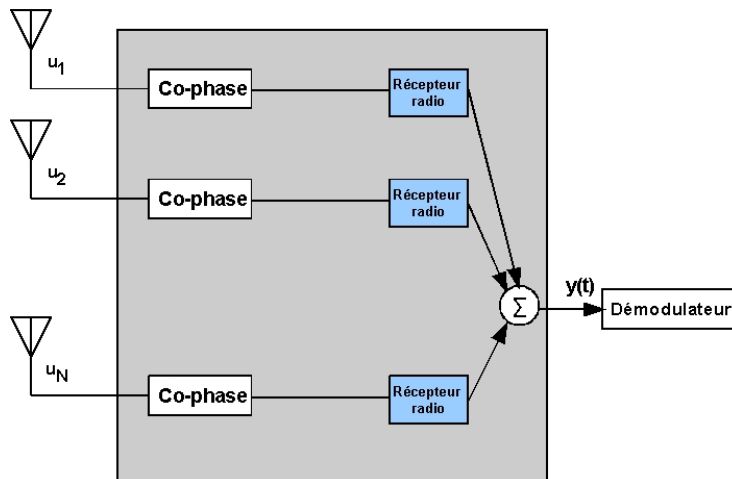 u1
Co-phase
Récepteur
radio
u2
Co-phase
Récepteur
radio
Σ
y(t)
Démodulateur
uN
Co-phase
Récepteur
radio